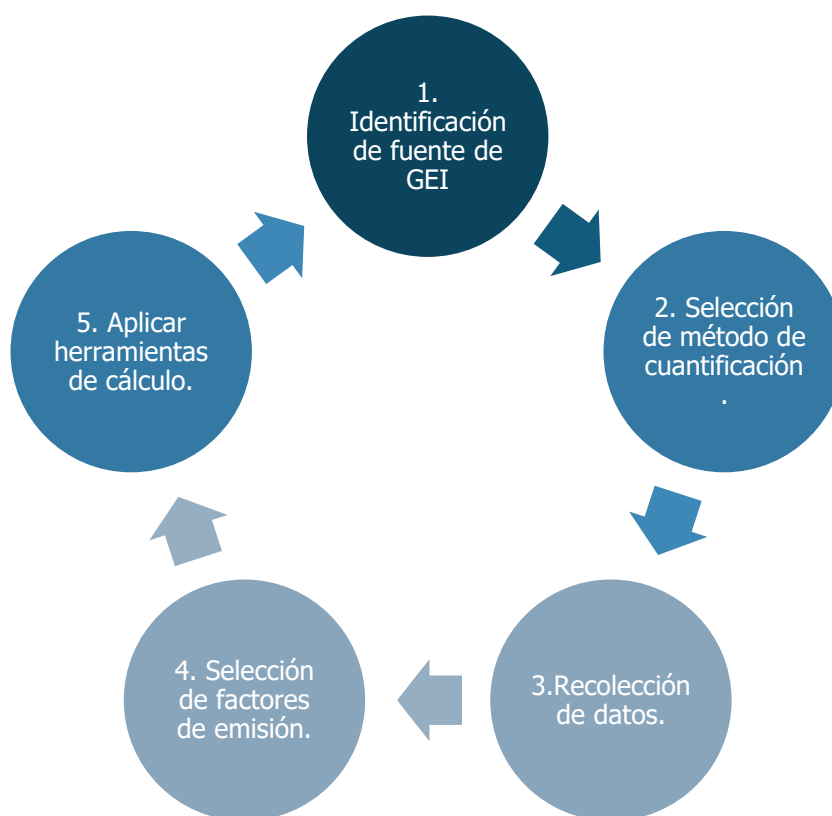 1.
Identificación
de fuente de
GEI
2. Selección
de método de
cuantificación
.
3.Recolección
de datos.
4. Selección
de factores
de emisión.
5. Aplicar
herramientas
de cálculo.